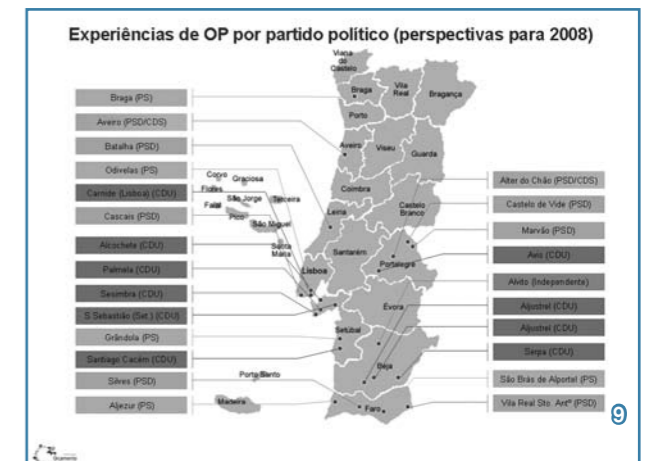 Experiências de OP por partido político (perspectivas para 2008)
Braga (PS)
Aveiro (PSD/CDS)
Batalha (PSD)
Odivelas (PS)
Carnide (Lisboa) (CDU)
Cascais (PSD)
Alcochete (CDU)
Palmela (CDU)
Sesimbra (CDU)
S Sebastião (Set.) (CDU)
Grândola (PS)
Santiago Cacém (CDU)
Silves (PSD)
Aljezur (PS)
Viana
do
Castelo
Braga
Vila
Real
Bragança
Porto
Aveiro
Viseu
Guarda
Coimbra
Castelo
Branco
Leiria
Santarém
Portalegre
Lisboa
Évora
Setúbal
Beja
Faro
Corvo
Graciosa
Flores
São Jorge
Terceira
Faial
Pico
São Miguel
Santa
Maria
Porto Santo
Madeira
Alter do Chão (PSD/CDS)
Castelo de Vide (PSD)
Marvão (PSD)
Avis (CDU)
Alvito (Independente)
Aljustrel (CDU)
Aljustrel (CDU)
Serpa (CDU)
São Brás de Alportel (PS)
Vila Real Sto. Antº (PSD)
9